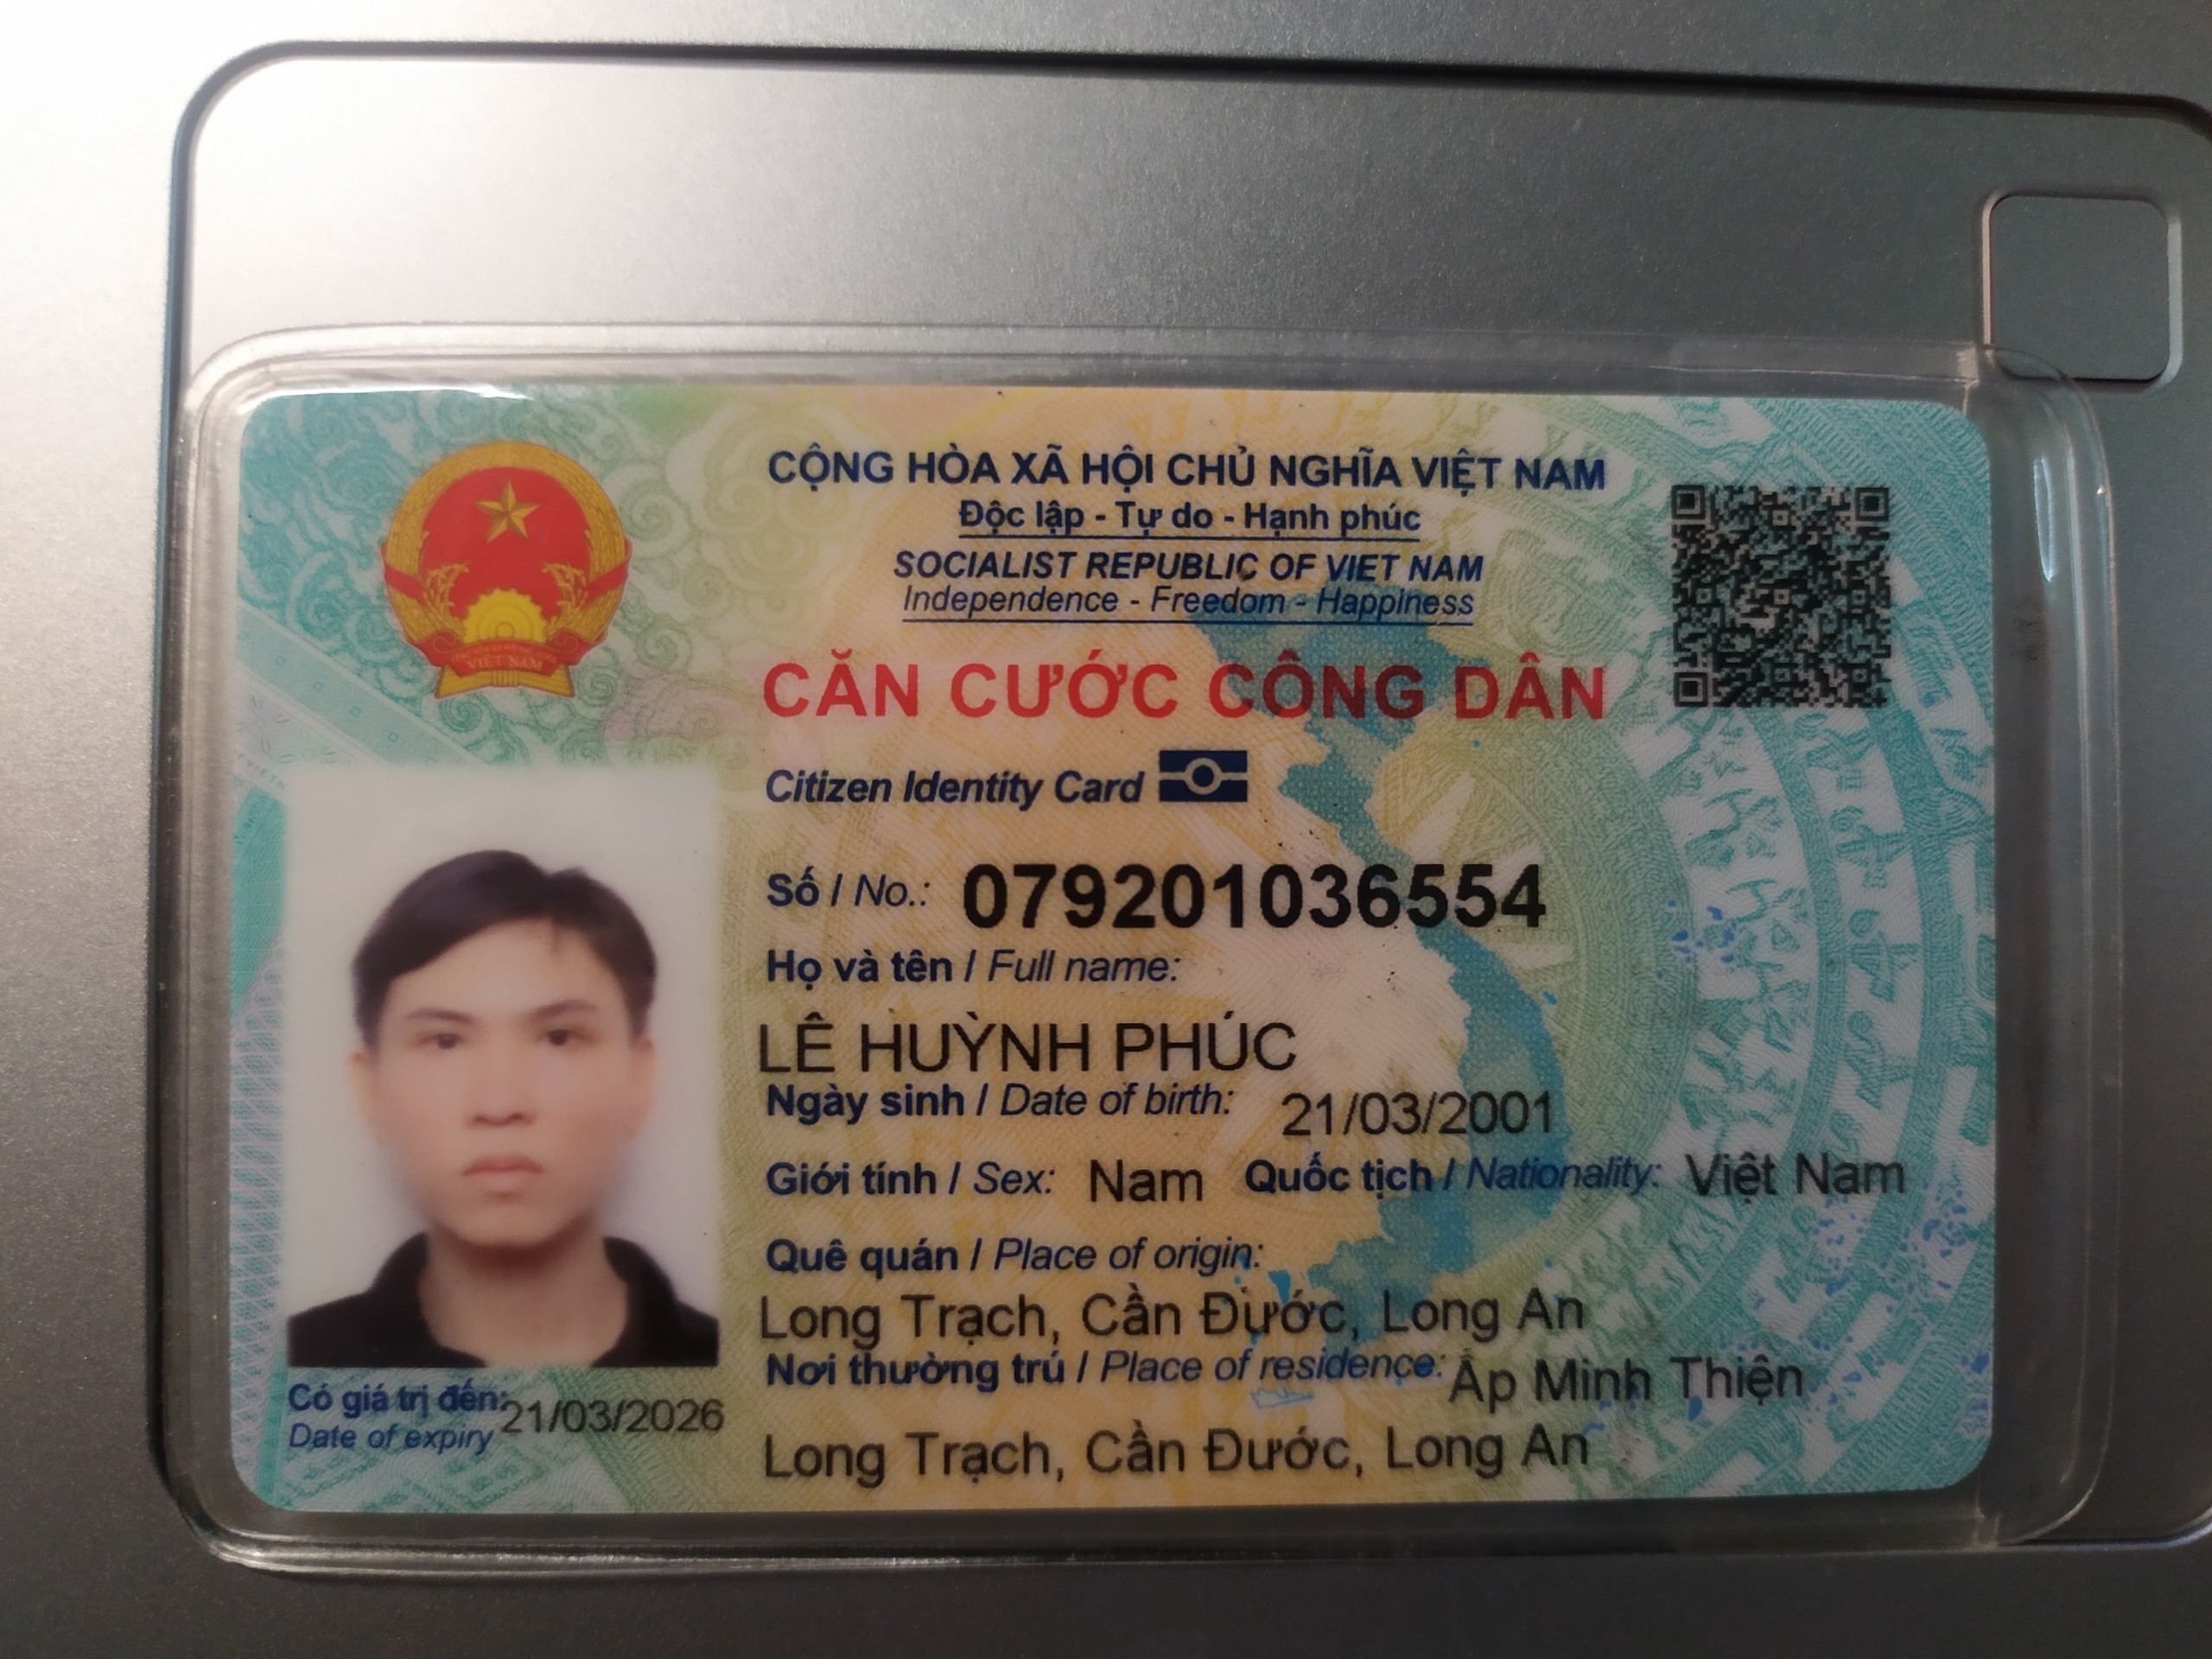 CỘNG HÒA XÃ HỘI CHỦ NGHĨA VIỆT NAM
Độc lập - Tự do - Hạnh phúc
SOCIALIST REPUBLIC OF VIET NAM
Independence - Freedom - Happiness
CĂN CƯỚC CÔNG DÂN
Citizen Identity Card
VIỆT NAM
Số / No.: 079201036554
Họ và tên / Full name:
LÊ HUỲNH PHÚC
Ngày sinh / Date of birth: 21/03/2001
Giới tính / Sex: Nam Quốc tịch / Nationality: Việt Nam
Quê quán / Place of origin:
Long Trạch, Cần Đước, Long An
Nơi thường trú / Place of residence: Ấp Minh Thiện
Long Trạch, Cần Đước, Long An
Có giá trị đến: 21/03/2026
Date of expiry